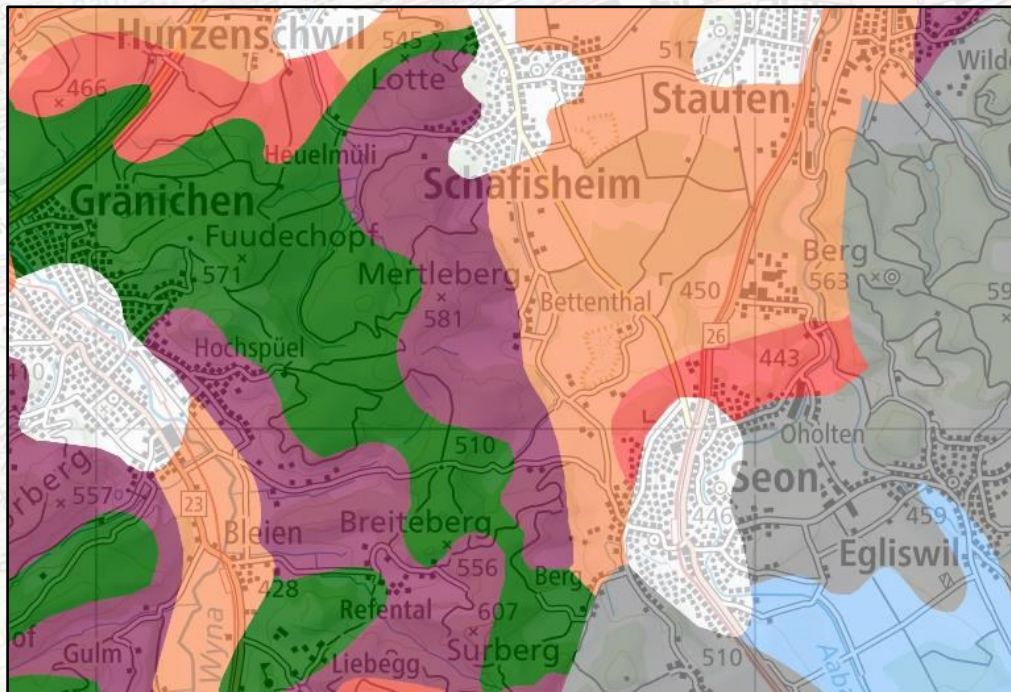 Hunzenschwil
545
517
Lotte
Wilde
466
Staufen
Heuelmüli
Schafisheim
Gränichen
Fuudechopf
Berg
571
Mertleberg
563
59
Bettenthal
450
581
26
Hochspüel
443
410
510
Oholten
Seon
557
23
446
459
Breiteberg
Bleien
Egliswil
556
Berg
428
Refental
607
Wyna
Gulm
Surberg
Liebegg
510